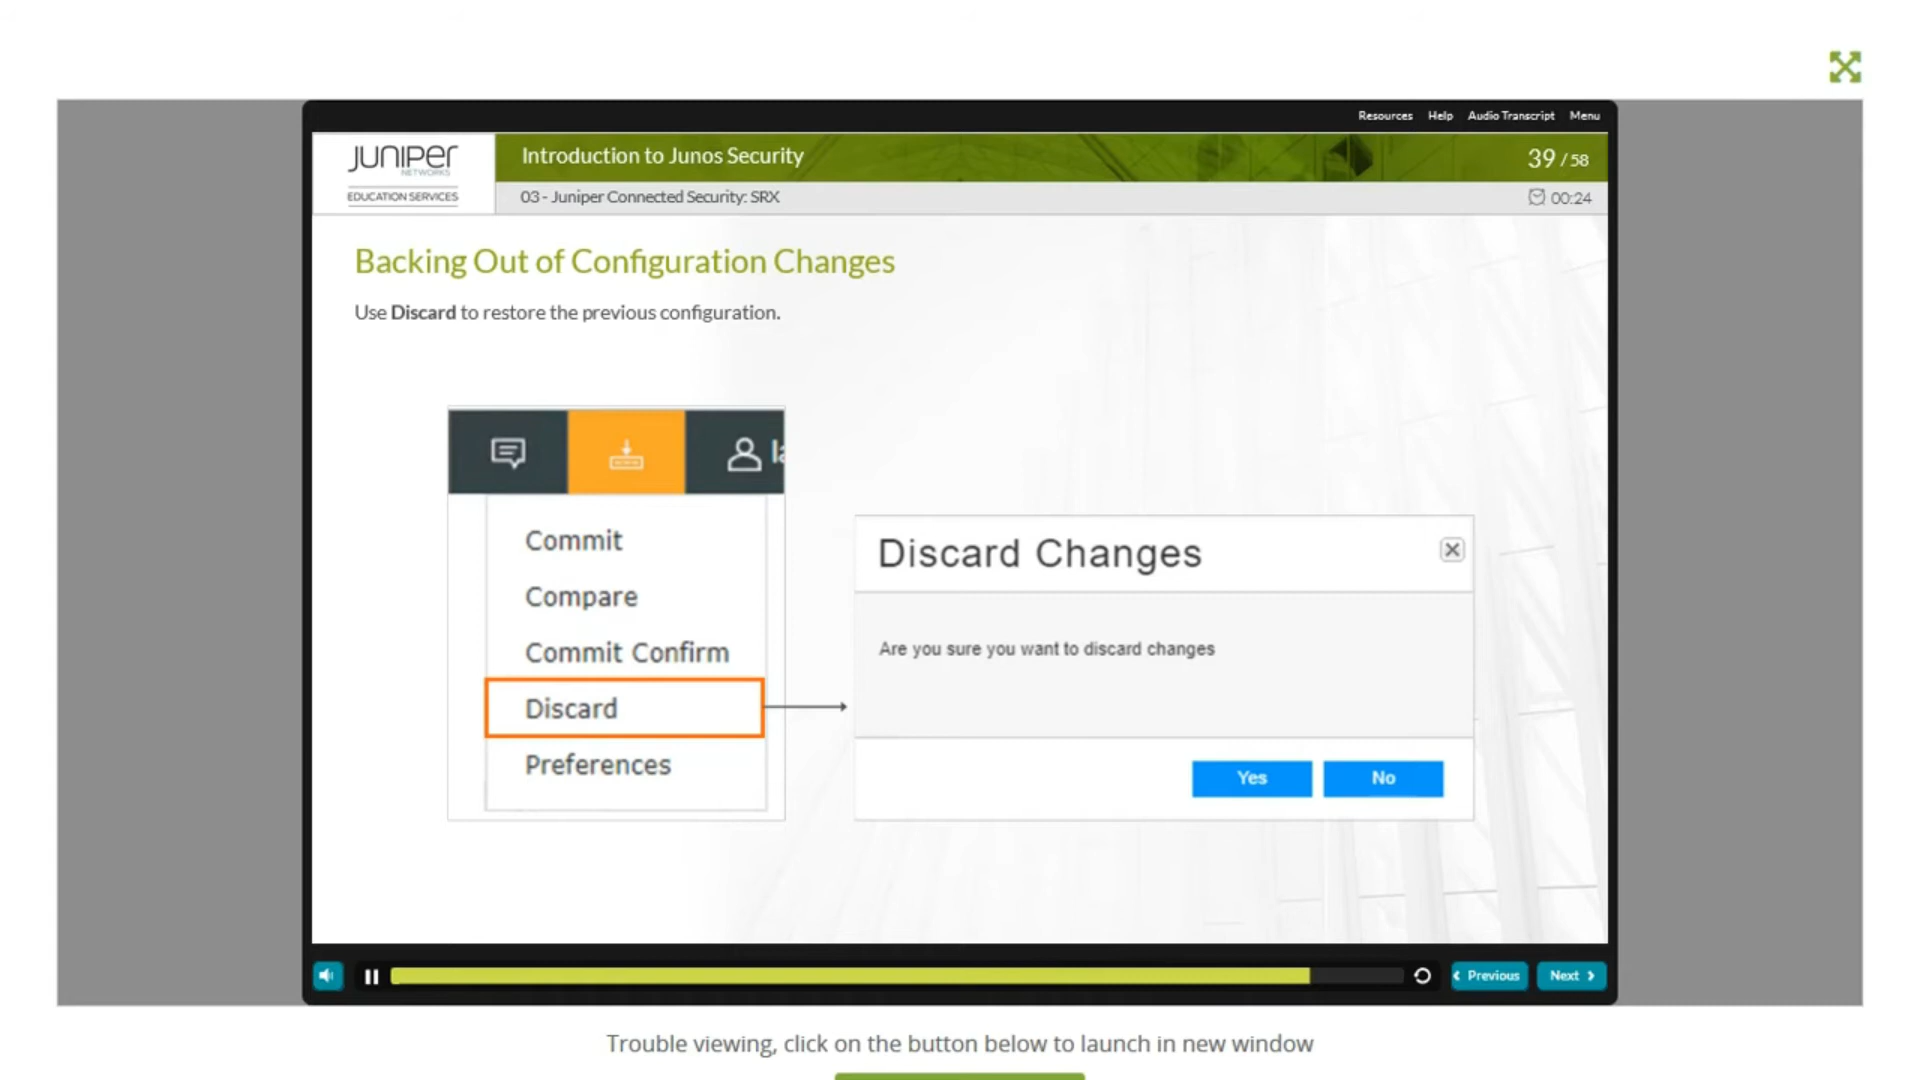 Resources Help Audio Transcript Menu
JUNIPER
NETWORKS
EDUCATION SERVICES
Introduction to Junos Security
39 / 58
03 - Juniper Connected Security: SRX
00:24
Backing Out of Configuration Changes
Use Discard to restore the previous configuration.
Commit
Compare
Commit Confirm
Discard
Preferences
Discard Changes
Are you sure you want to discard changes
Yes No
Previous Next
Trouble viewing, click on the button below to launch in new window